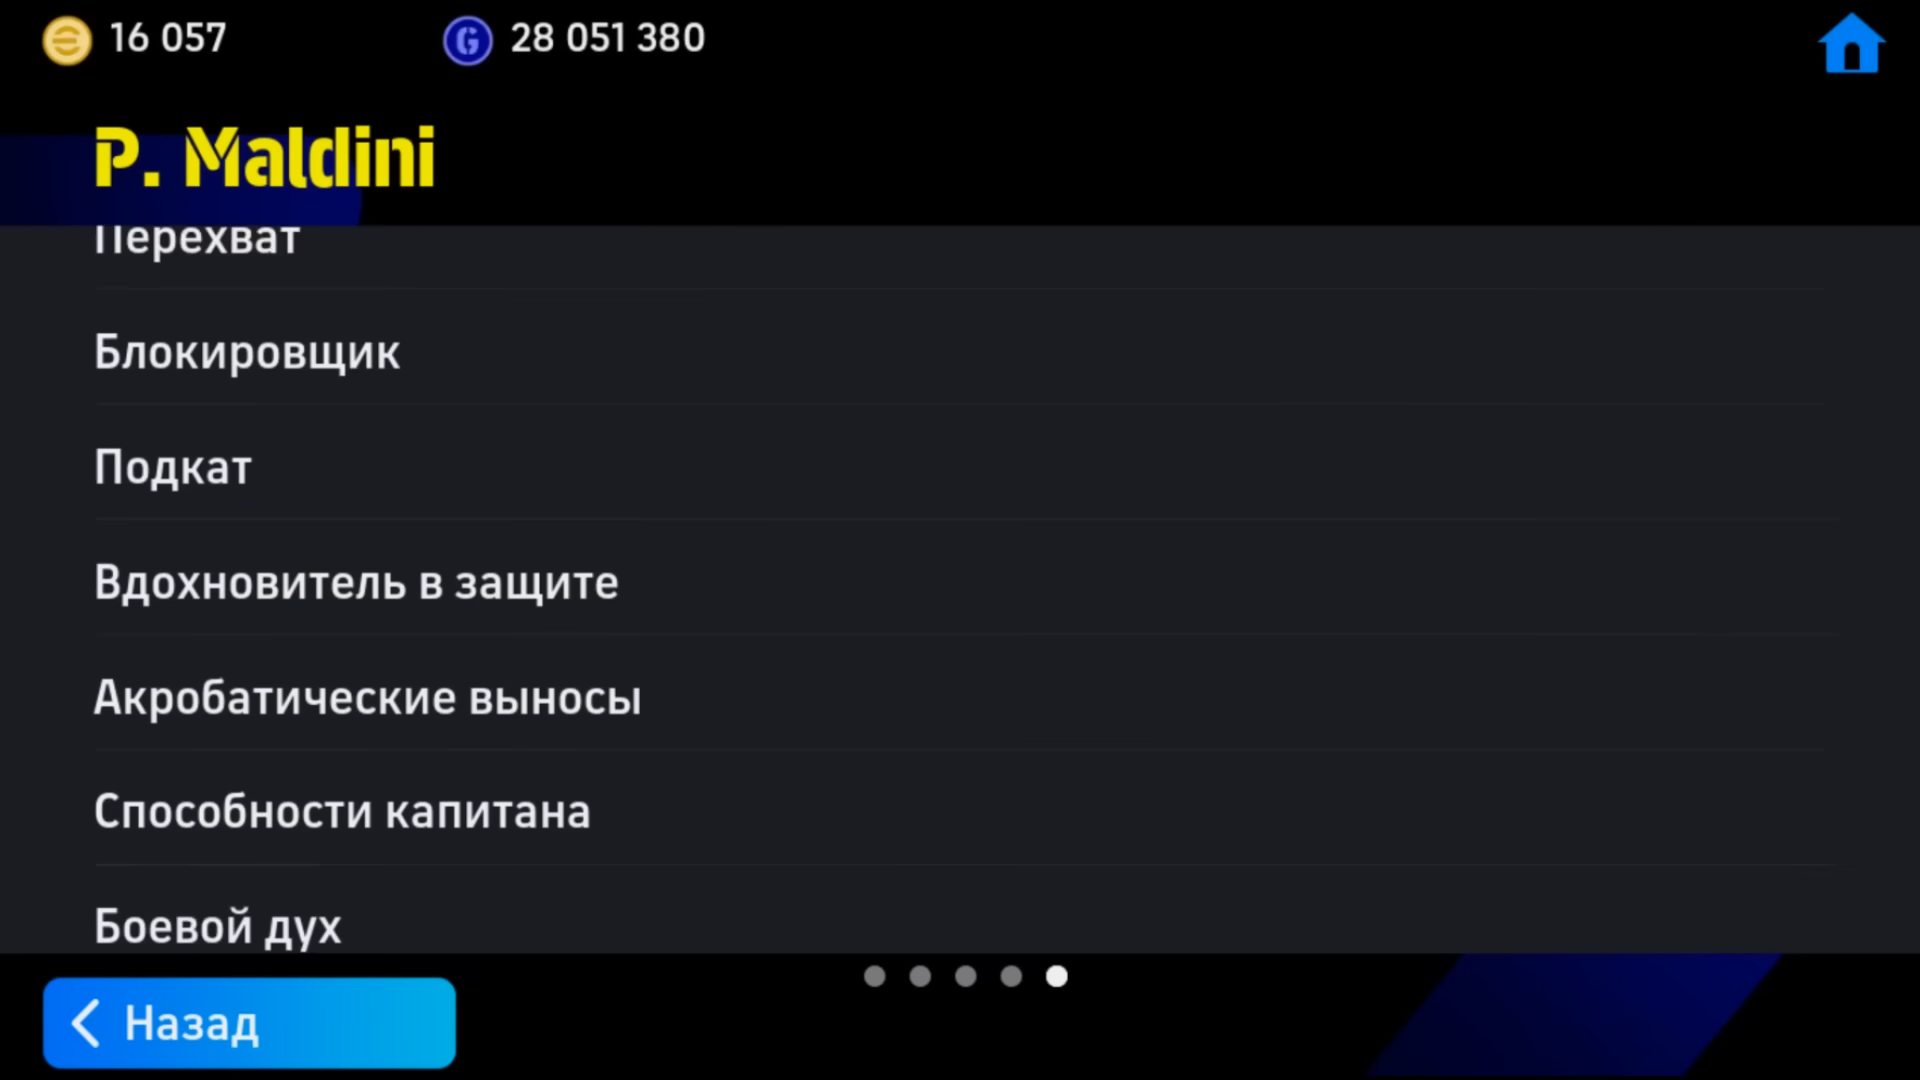 16 057
28 051 380
P. Maldini
Перехват
Блокировщик
Подкат
Вдохновитель в защите
Акробатические выносы
Способности капитана
Боевой дух
Назад